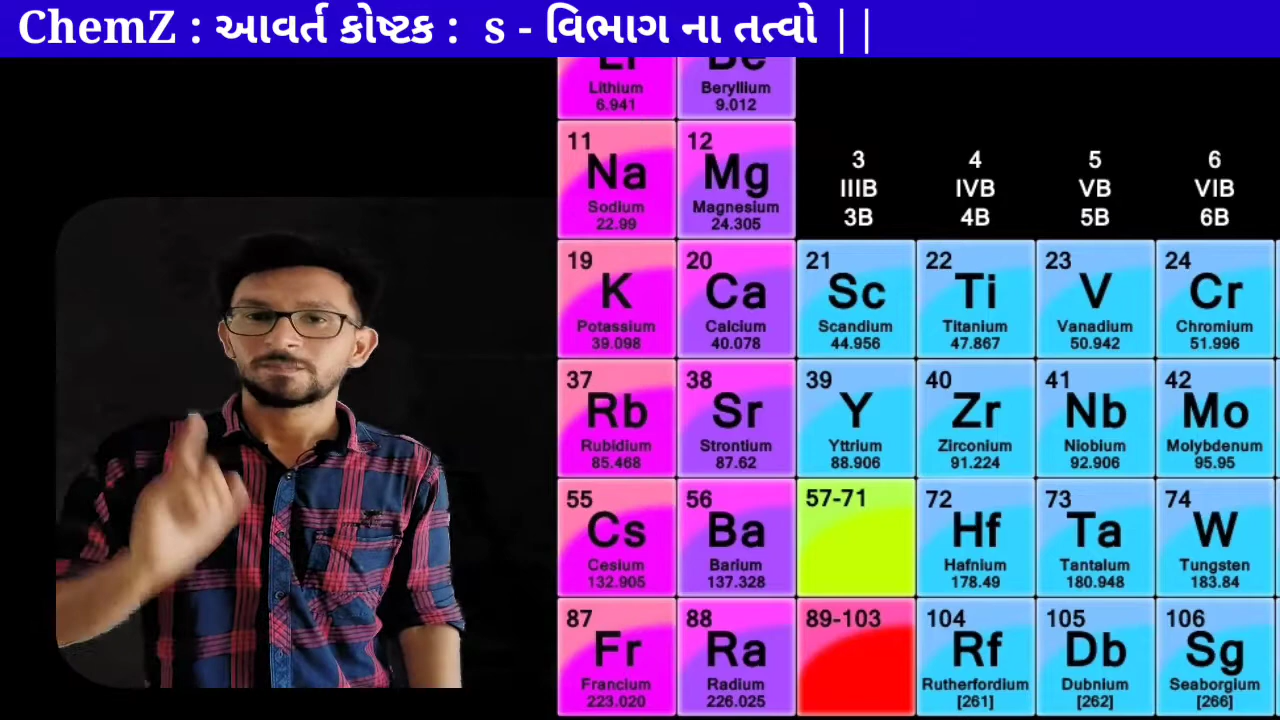 ChemZ : આવર્ત કોષ્ટક : s - વિભાગ ના તત્વો ||
Li Be
Lithium Beryllium
6.941 9.012
11 12
Na Mg
Sodium Magnesium
22.99 24.305
3 4 5 6
IIIB IVB VB VIB
3B 4B 5B 6B
19 20 21 22 23 24
K Ca Sc Ti V Cr
Potassium Calcium Scandium Titanium Vanadium Chromium
39.098 40.078 44.956 47.867 50.942 51.996
37 38 39 40 41 42
Rb Sr Y Zr Nb Mo
Rubidium Strontium Yttrium Zirconium Niobium Molybdenum
85.468 87.62 88.906 91.224 92.906 95.95
55 56 57-71 72 73 74
Cs Ba Hf Ta W
Cesium Barium Hafnium Tantalum Tungsten
132.905 137.328 178.49 180.948 183.84
87 88 89-103 104 105 106
Fr Ra Rf Db Sg
Francium Radium Rutherfordium Dubnium Seaborgium
223.020 226.025 [261] [262] [266]